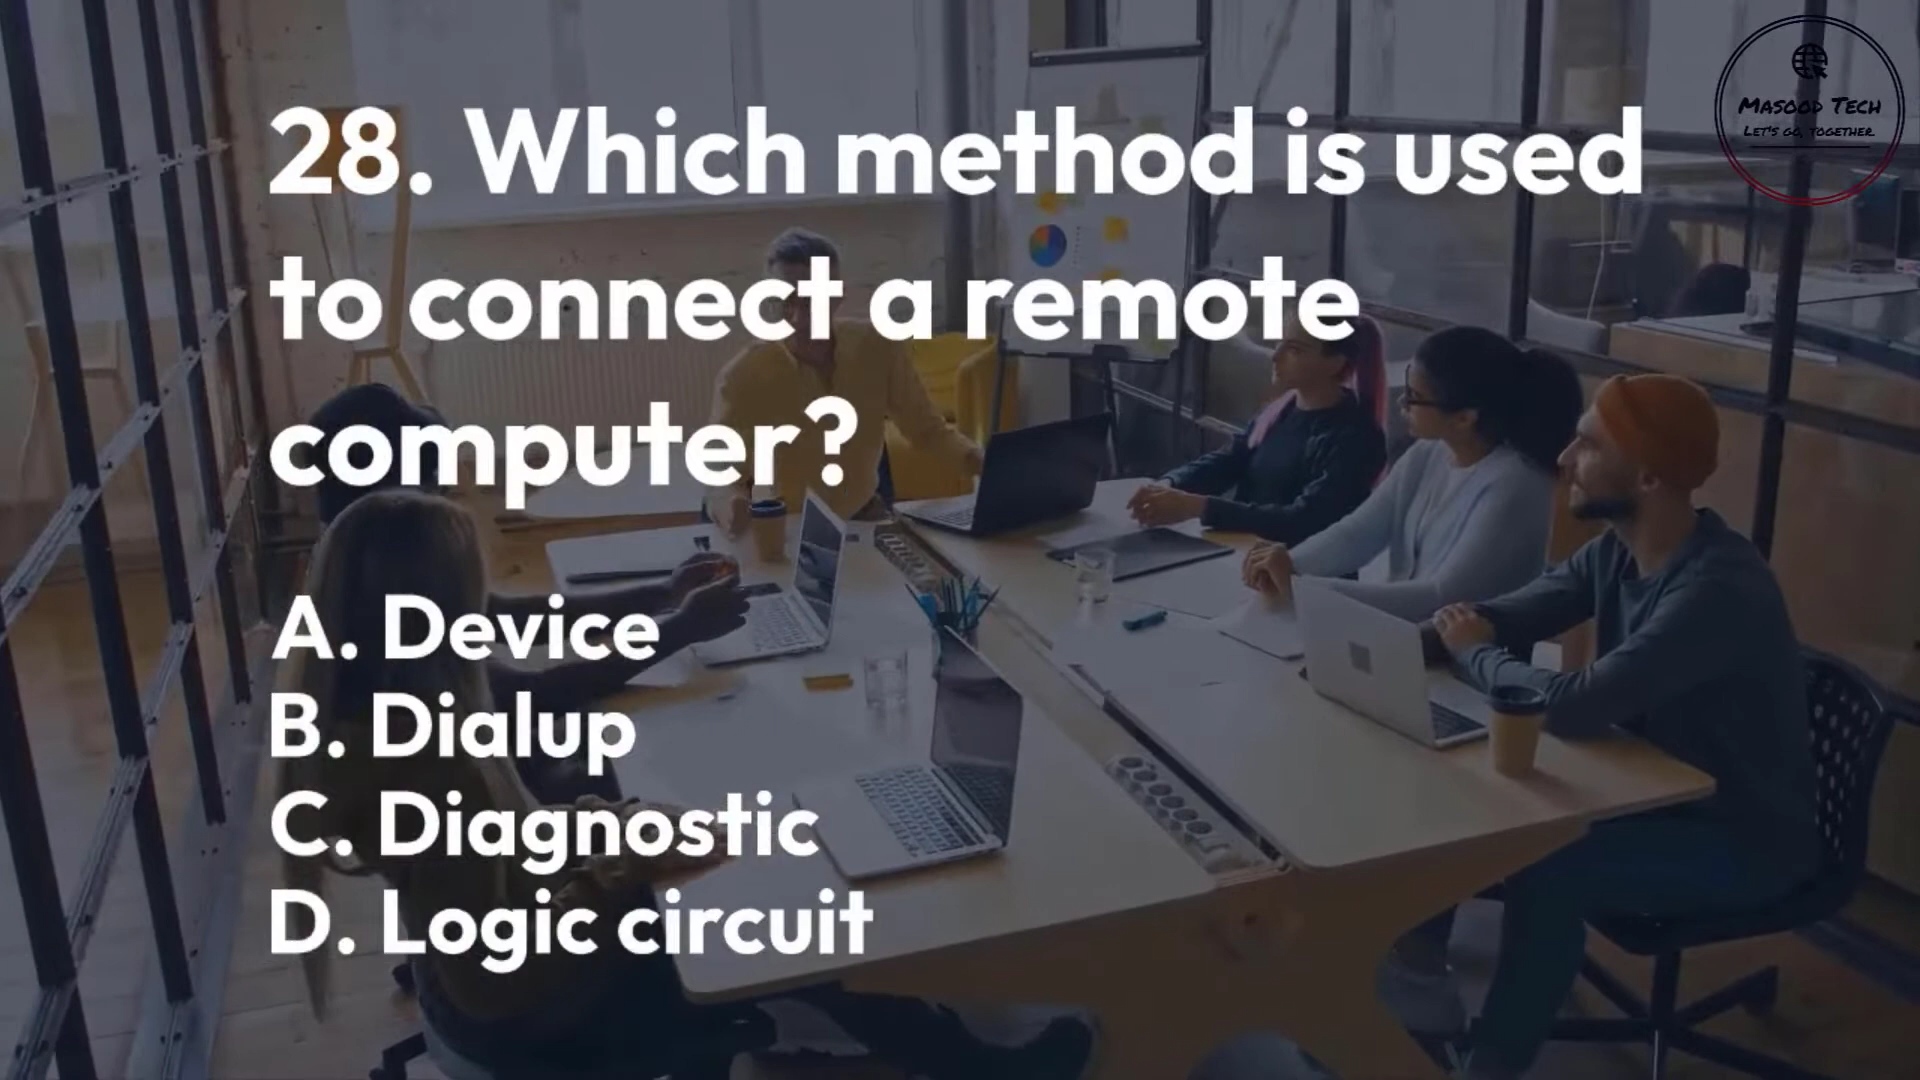 28. Which method is used
to connect a remote
computer?
A. Device
B. Dialup
C. Diagnostic
D. Logic circuit
MASOOD TECH
LET'S GO, TOGETHER